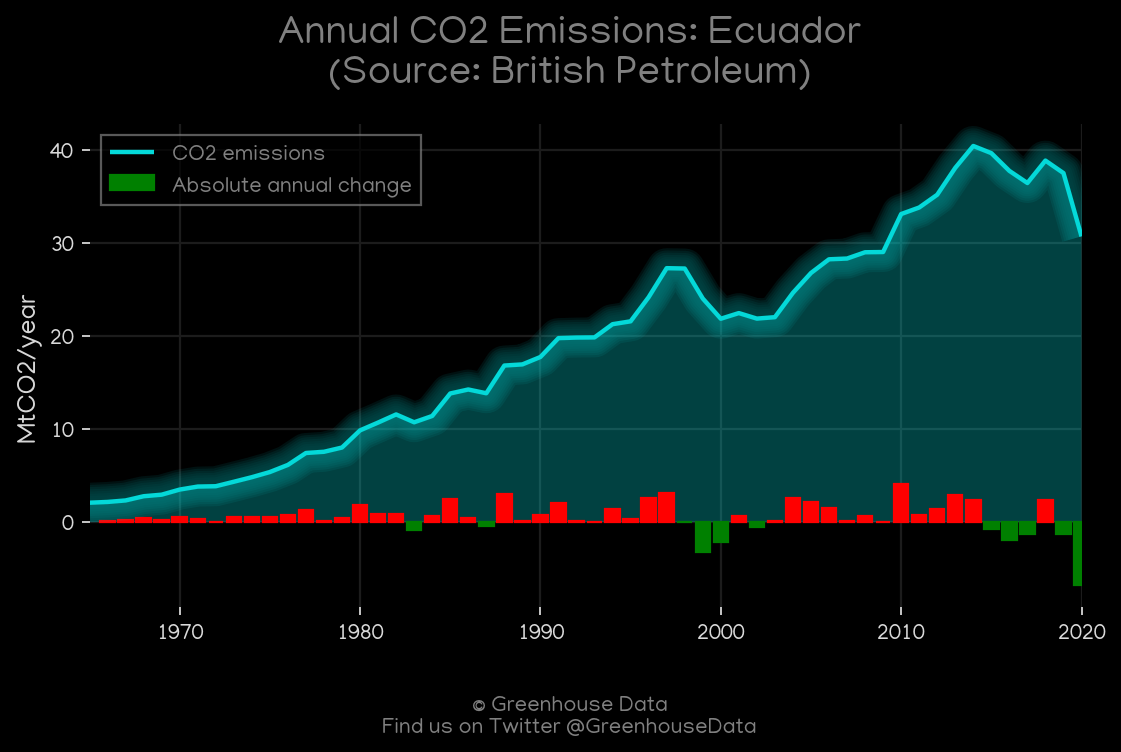 Annual CO2 Emissions: Ecuador
(Source: British Petroleum)
CO2 emissions
Absolute annual change
MtCO2/year
40
30
20
10
0
1970
1980
1990
2000
2010
2020
© Greenhouse Data
Find us on Twitter @GreenhouseData